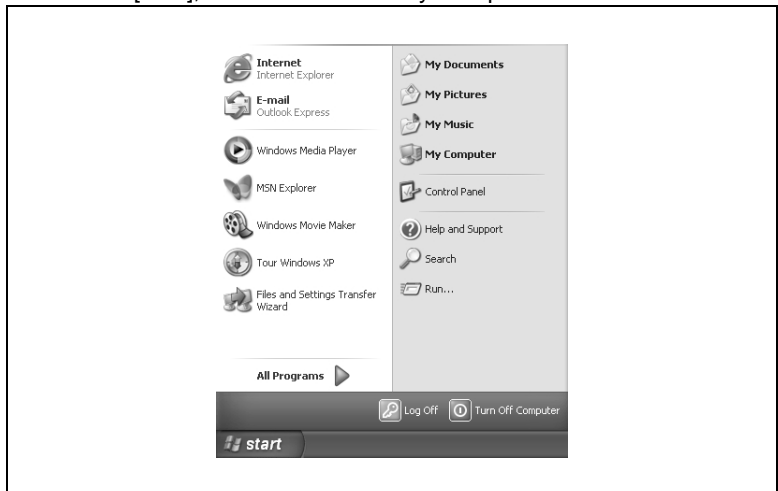 Internet
Internet Explorer
E-mail
Outlook Express
Windows Media Player
MSN Explorer
Windows Movie Maker
Tour Windows XP
Files and Settings Transfer
Wizard
All Programs
My Documents
My Pictures
My Music
My Computer
Control Panel
Help and Support
Search
Run...
Log Off
Turn Off Computer
start